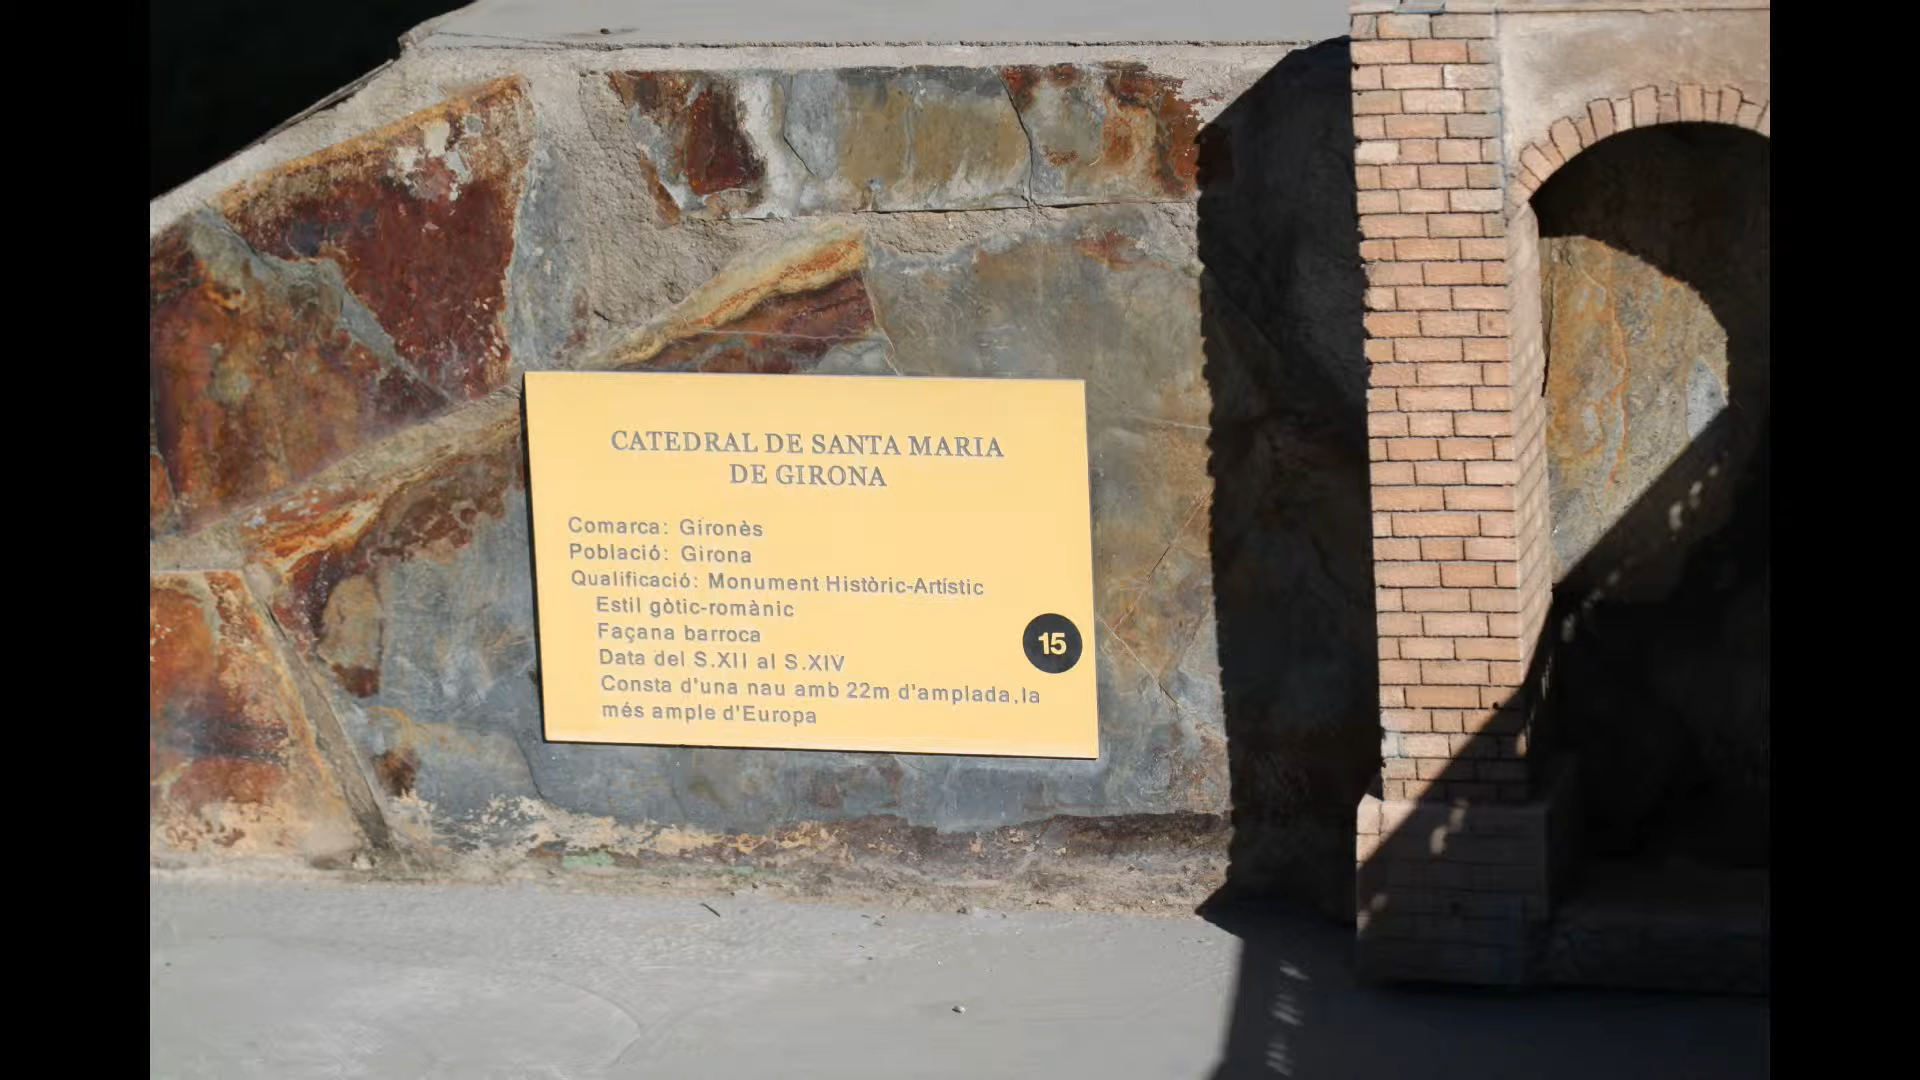 CATEDRAL DE SANTA MARIA
DE GIRONA
Comarca: Gironès
Població: Girona
Qualificació: Monument Històric-Artístic
Estil gòtic-romànic
Façana barroca
Data del S.XII al S.XIV
Consta d'una nau amb 22m d'amplada,la
més ample d'Europa
15